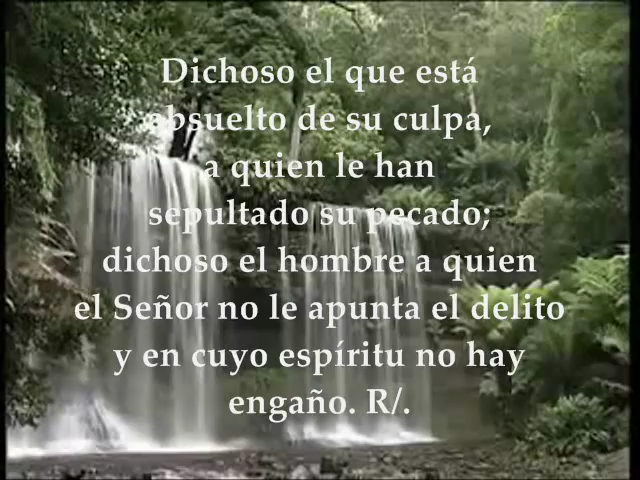 Dichoso el que está
absuelto de su culpa,
a quien le han
sepultado su pecado;
dichoso el hombre a quien
el Señor no le apunta el delito
y en cuyo espíritu no hay
engaño. R/.